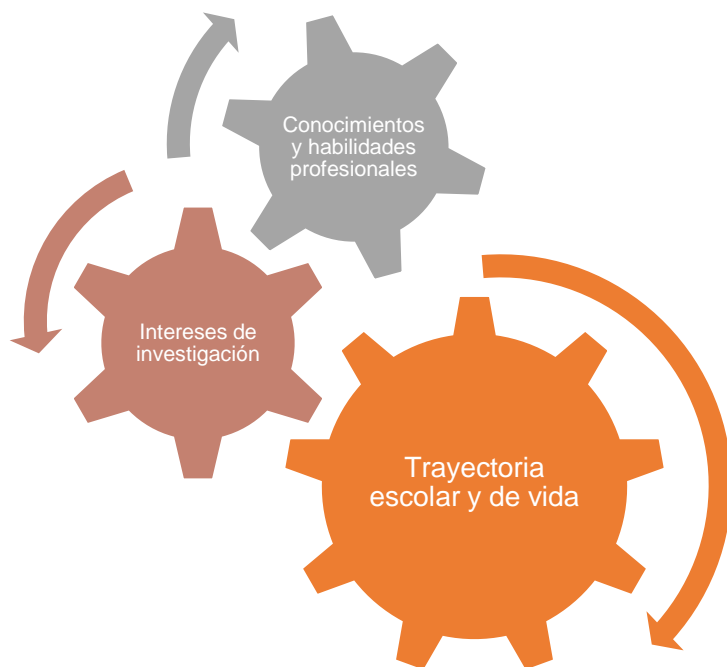 Conocimientos
y habilidades
profesionales
Intereses de
investigación
Trayectoria
escolar y de vida